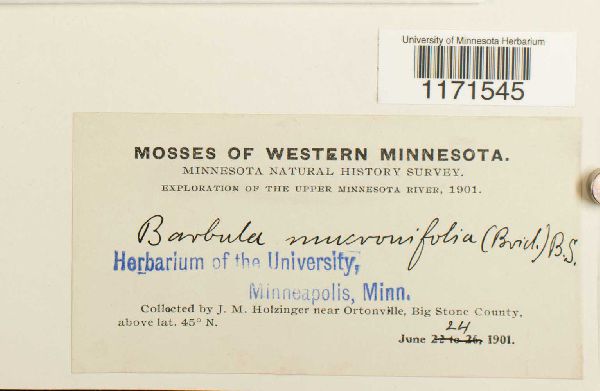 University of Minnesota Herbarium
1171545
MOSSES OF WESTERN MINNESOTA.
MINNESOTA NATURAL HISTORY SURVEY.
EXPLORATION OF THE UPPER MINNESOTA RIVER, 1901.
Barbula mucronifolia (Brid.) B.S.
Herbarium of the University,
Minneapolis, Minn.
Collected by J. M. Holzinger near Ortonville, Big Stone County,
above lat. 45° N.
24
June 22 to 26, 1901.